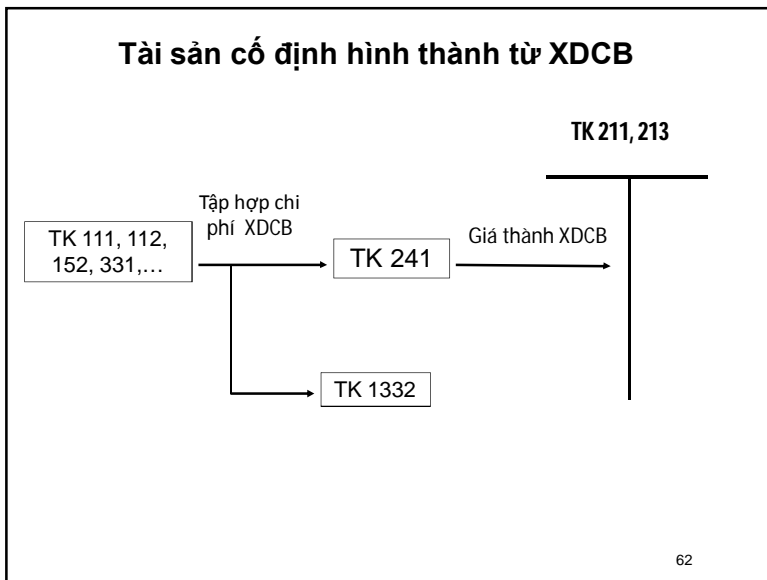 Tài sản cố định hình thành từ XDCB
TK 211, 213
Tập hợp chi
phí XDCB
TK 111, 112,
152, 331,…
TK 241
Giá thành XDCB
TK 1332
62